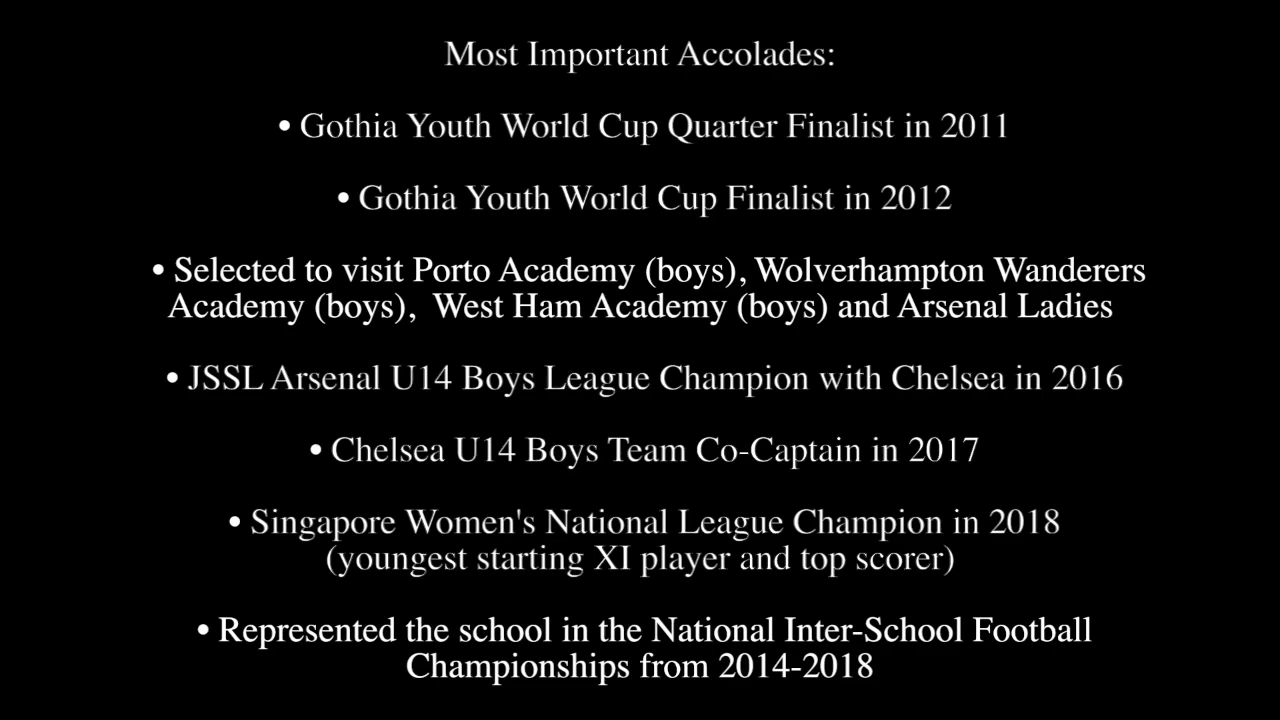 Most Important Accolades:
• Gothia Youth World Cup Quarter Finalist in 2011
• Gothia Youth World Cup Finalist in 2012
• Selected to visit Porto Academy (boys), Wolverhampton Wanderers
Academy (boys),  West Ham Academy (boys) and Arsenal Ladies
• JSSL Arsenal U14 Boys League Champion with Chelsea in 2016
• Chelsea U14 Boys Team Co-Captain in 2017
• Singapore Women's National League Champion in 2018
(youngest starting XI player and top scorer)
• Represented the school in the National Inter-School Football
Championships from 2014-2018